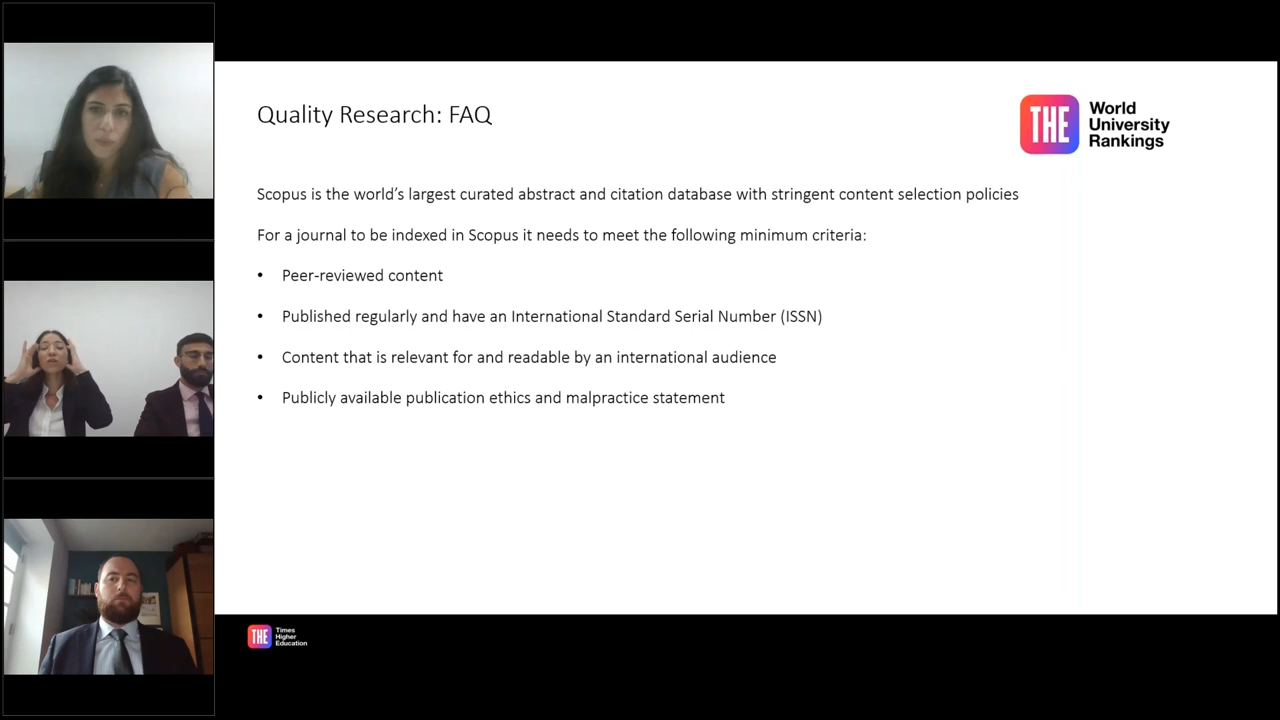 Quality Research: FAQ
THE
World
University
Rankings
Scopus is the world’s largest curated abstract and citation database with stringent content selection policies
For a journal to be indexed in Scopus it needs to meet the following minimum criteria:
• Peer-reviewed content
• Published regularly and have an International Standard Serial Number (ISSN)
• Content that is relevant for and readable by an international audience
• Publicly available publication ethics and malpractice statement
THE
Times
Higher
Education